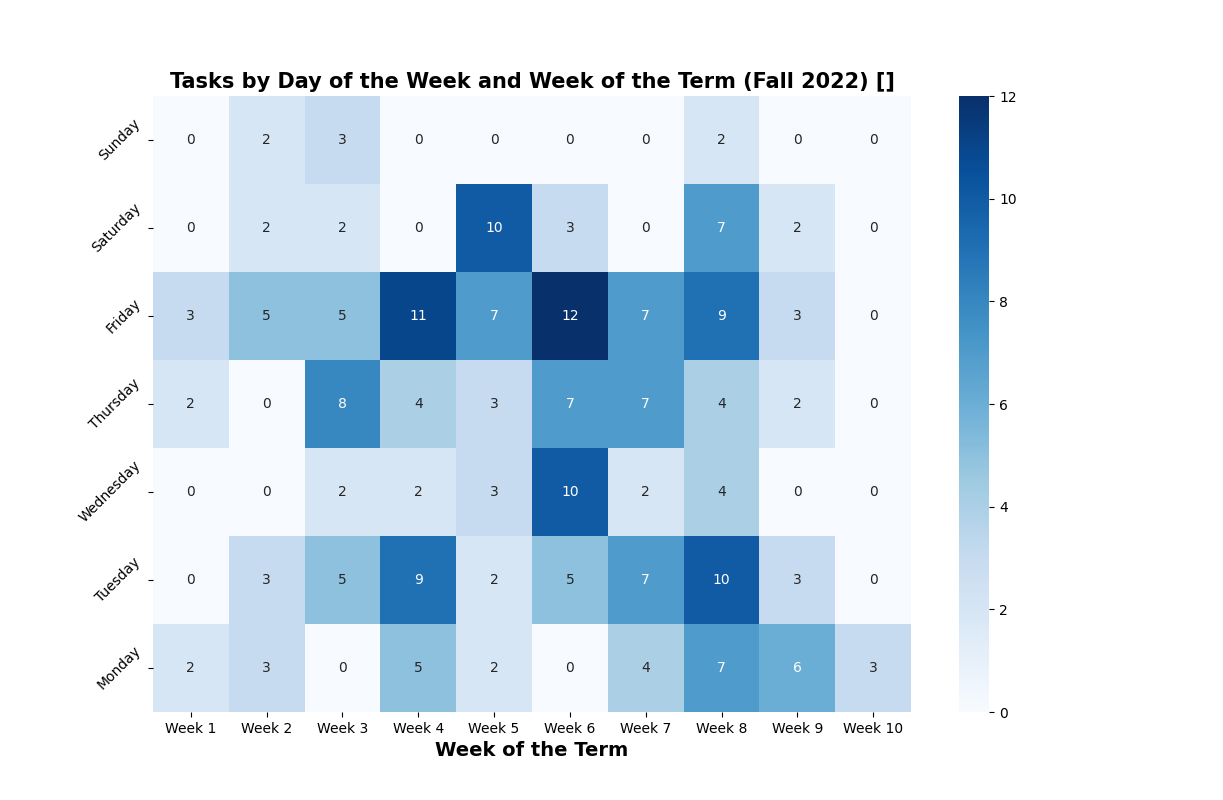 Tasks by Day of the Week and Week of the Term (Fall 2022) []
Sunday 0 2 3 0 0 0 0 2 0 0
Saturday 0 2 2 0 10 3 0 7 2 0
Friday 3 5 5 11 7 12 7 9 3 0
Thursday 2 0 8 4 3 7 7 4 2 0
Wednesday 0 0 2 2 3 10 2 4 0 0
Tuesday 0 3 5 9 2 5 7 10 3 0
Monday 2 3 0 5 2 0 4 7 6 3
Week 1 Week 2 Week 3 Week 4 Week 5 Week 6 Week 7 Week 8 Week 9 Week 10
Week of the Term
12
10
8
6
4
2
0